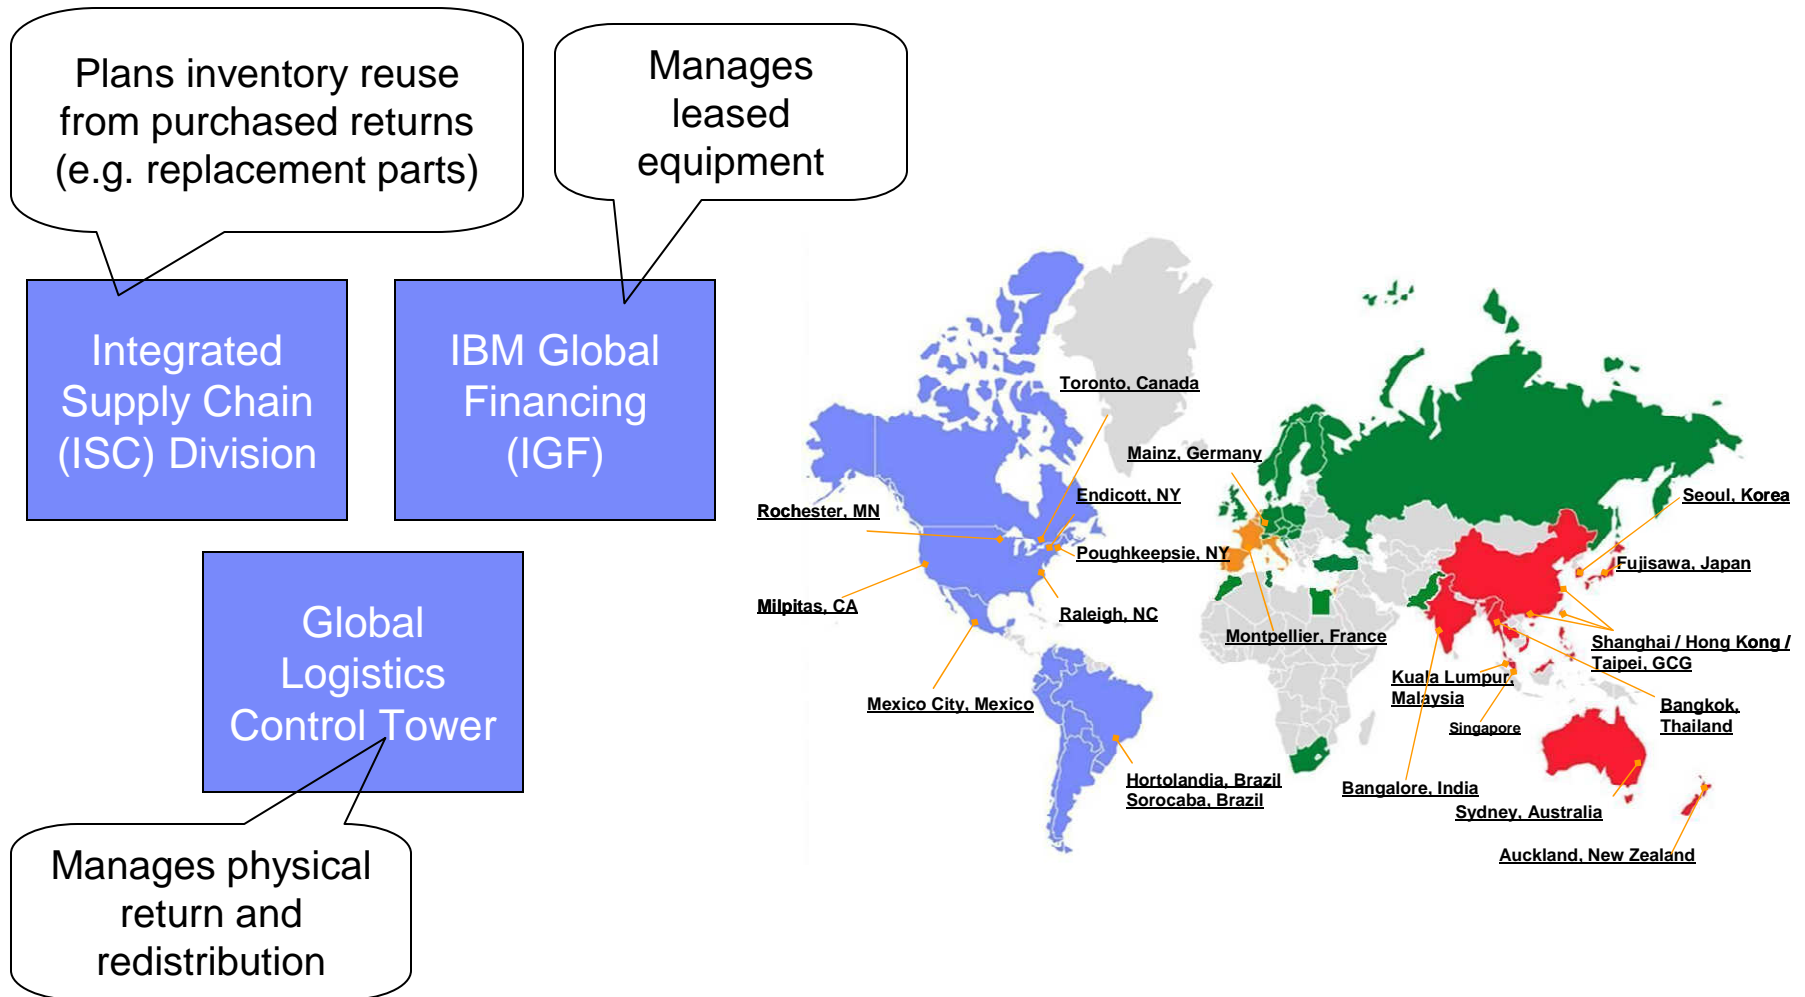 Plans inventory reuse
from purchased returns
(e.g. replacement parts)
Manages
leased
equipment
Integrated
Supply Chain
(ISC) Division
IBM Global
Financing
(IGF)
Global
Logistics
Control Tower
Manages physical
return and
redistribution
Toronto, Canada
Mainz, Germany
Endicott, NY
Rochester, MN
Seoul, Korea
Poughkeepsie, NY
Fujisawa, Japan
Milpitas, CA
Raleigh, NC
Montpellier, France
Shanghai / Hong Kong /
Taipei, GCG
Kuala Lumpur,
Malaysia
Mexico City, Mexico
Bangkok,
Thailand
Singapore
Hortolandia, Brazil
Sorocaba, Brazil
Bangalore, India
Sydney, Australia
Auckland, New Zealand